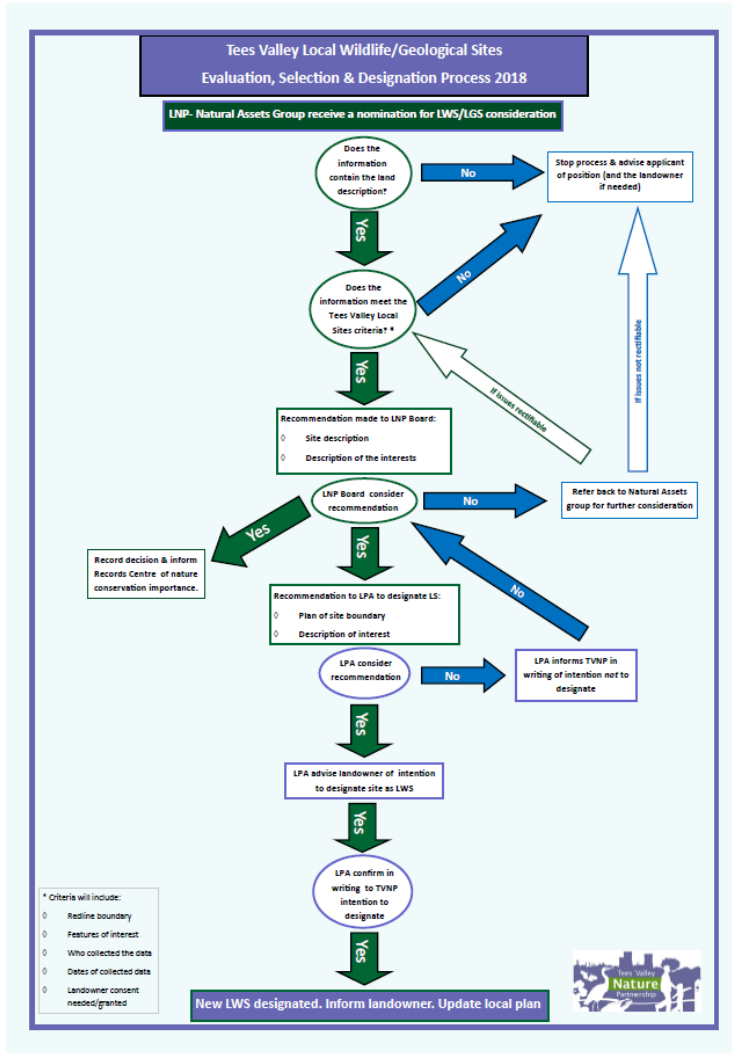 Tees Valley Local Wildlife/Geological Sites
Evaluation, Selection & Designation Process 2018
LNP- Natural Assets Group receive a nomination for LWS/LGS consideration
Does the
information
contain the land
description?
No
Stop process & advise applicant
of position (and the landowner
if needed)
Yes
No
Does the
information meet the
Tees Valley Local
Sites criteria? *
If issues not rectifiable
Yes
If issues rectifiable
Recommendation made to LNP Board:
◊ Site description
◊ Description of the interests
LNP Board consider
recommendation
No
Refer back to Natural Assets
group for further consideration
Yes
Yes
Record decision & inform
Records Centre of nature
conservation importance.
No
Recommendation to LPA to designate LS:
◊ Plan of site boundary
◊ Description of interest
LPA consider
recommendation
No
LPA informs TVNP in
writing of intention not to
designate
Yes
LPA advise landowner of intention
to designate site as LWS
Yes
LPA confirm in
writing to TVNP
intention to
designate
Yes
* Criteria will include:
◊ Redline boundary
◊ Features of interest
◊ Who collected the data
◊ Dates of collected data
◊ Landowner consent
needed/granted
New LWS designated. Inform landowner. Update local plan
Tees Valley
Nature
Partnership